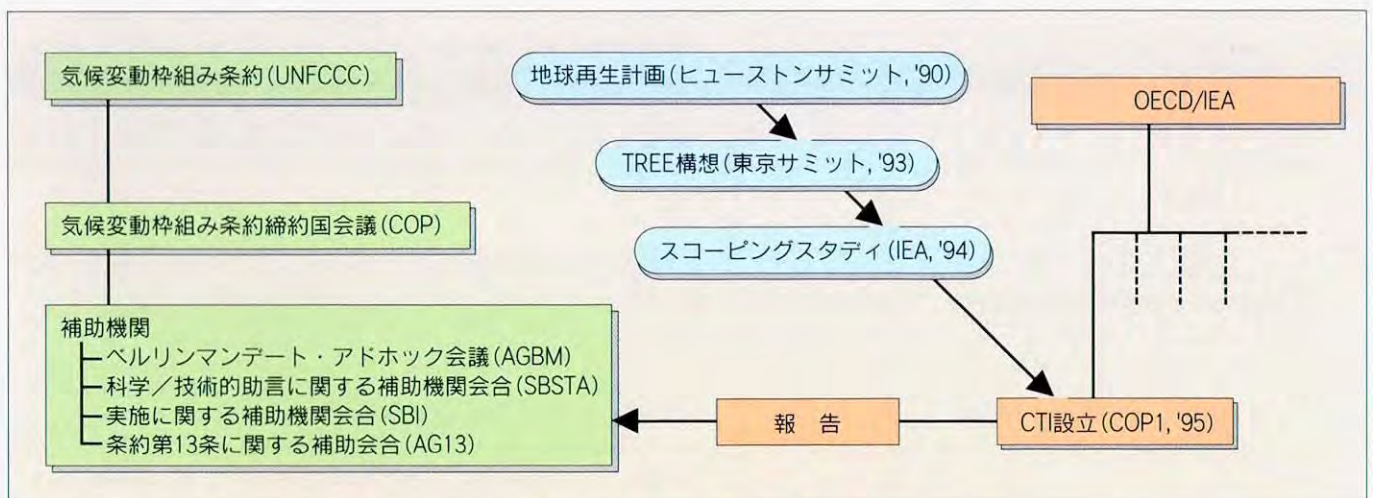 気候変動枠組み条約(UNFCCC)
気候変動枠組み条約締約国会議(COP)
補助機関
ベルリンマンデート・アドホック会議(AGBM)
科学／技術的助言に関する補助機関会合(SBSTA)
実施に関する補助機関会合(SBI)
条約第13条に関する補助会合(AG13)
地球再生計画(ヒューストンサミット, '90)
TREE構想(東京サミット, '93)
スコーピングスタディ(IEA, '94)
OECD/IEA
報　告
CTI設立(COP1, '95)